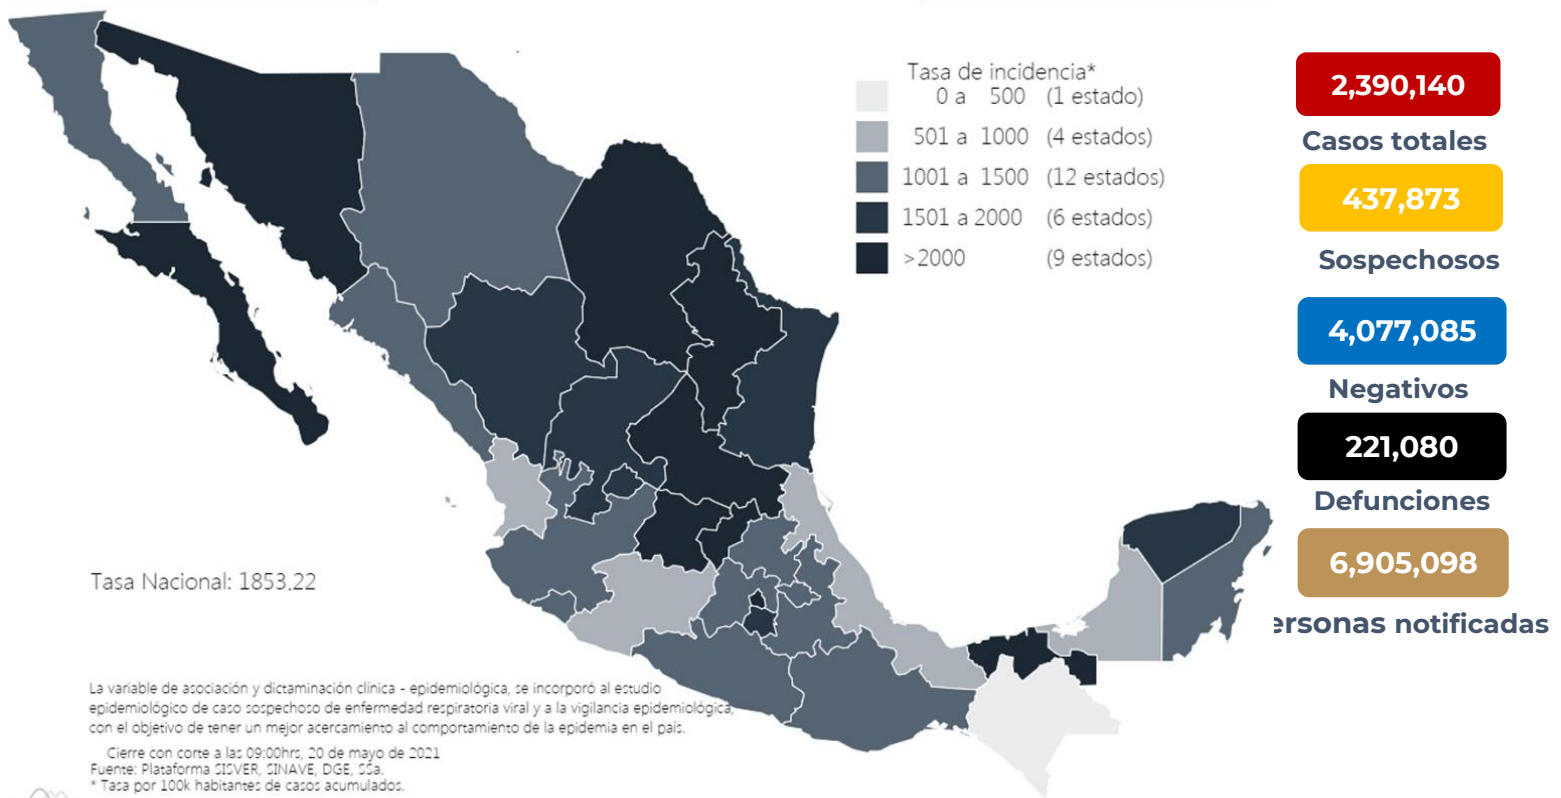 Tasa de incidencia*
0 a 500 (1 estado)
501 a 1000 (4 estados)
1001 a 1500 (12 estados)
1501 a 2000 (6 estados)
>2000 (9 estados)
2,390,140
Casos totales
437,873
Sospechosos
4,077,085
Negativos
221,080
Defunciones
6,905,098
ersonas notificadas
Tasa Nacional: 1853.22
La variable de asociación y dictaminación clínica - epidemiológica, se incorporó al estudio
epidemiológico de caso sospechoso de enfermedad respiratoria viral y a la vigilancia epidemiológica,
con el objetivo de tener un mejor acercamiento al comportamiento de la epidemia en el país.
Cierre con corte a las 09:00hrs, 20 de mayo de 2021
Fuente: Plataforma SISVER, SINAVE, DGE, SSa.
* Tasa por 100k habitantes de casos acumulados.